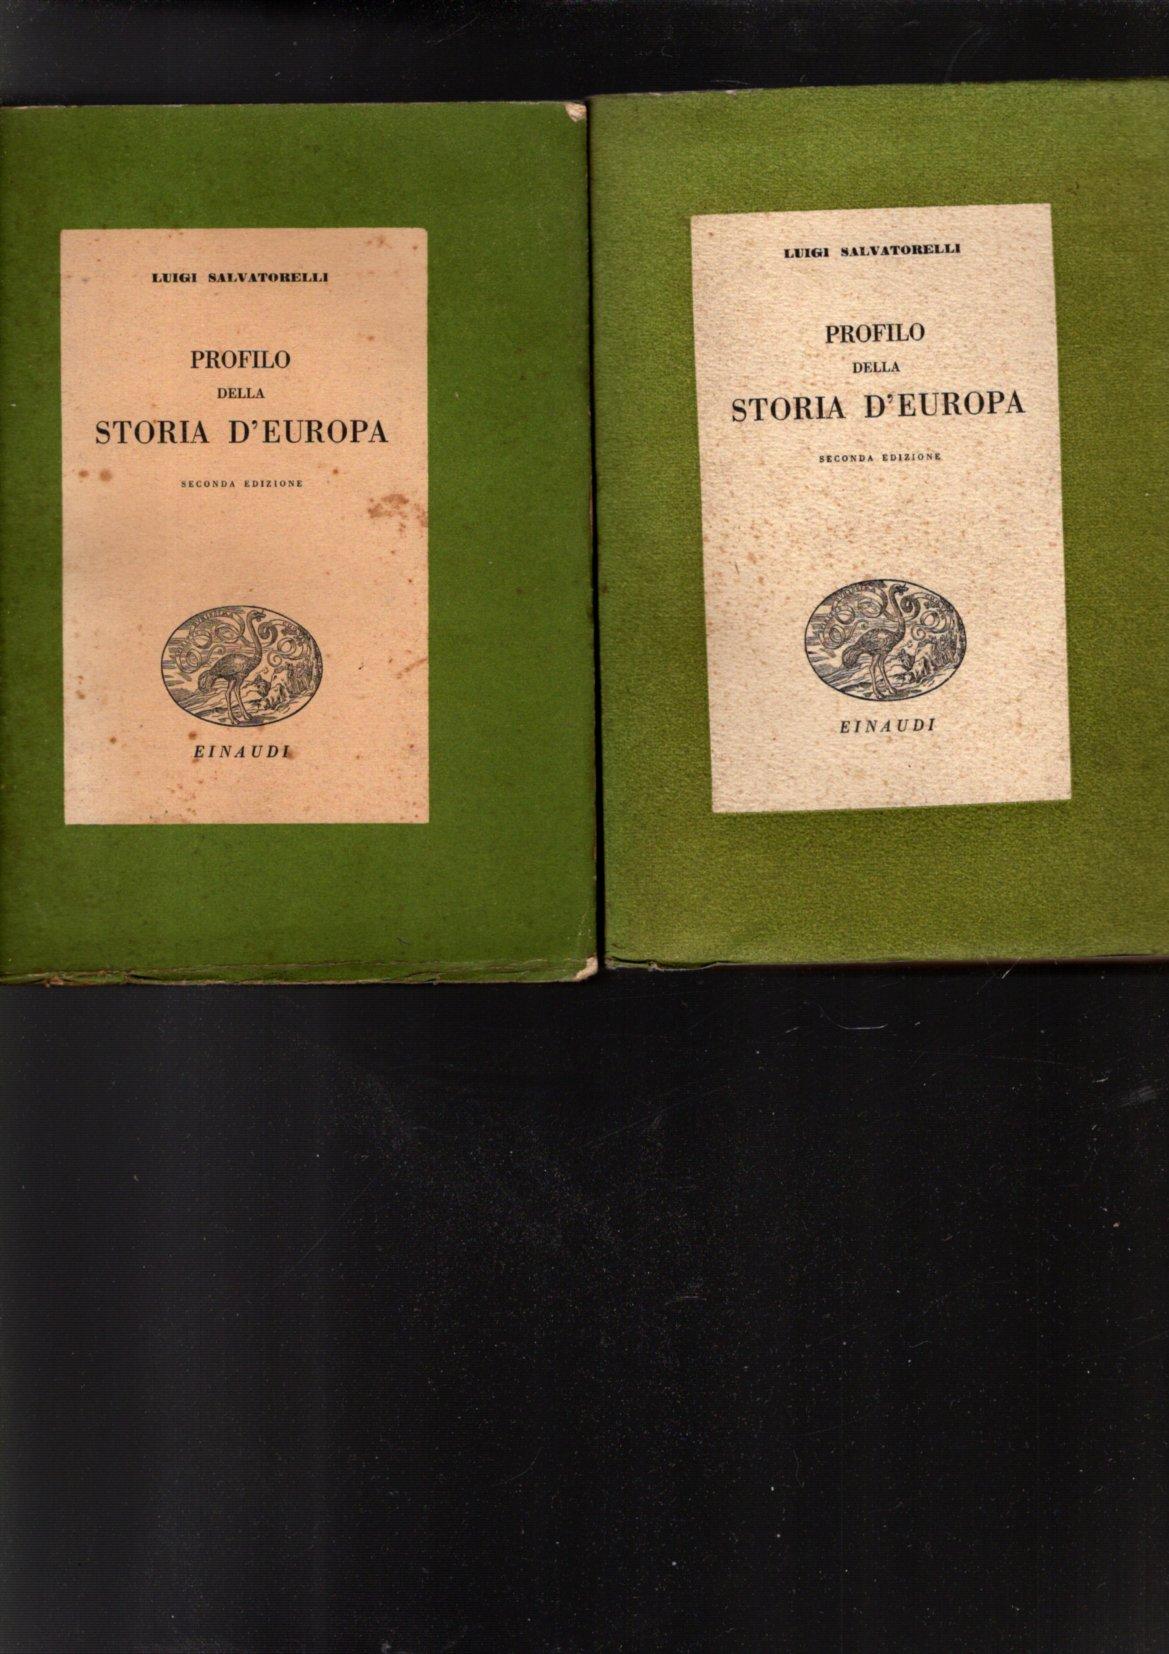 LUIGI SALVATORELLI
PROFILO
DELLA
STORIA D'EUROPA
SECONDA EDIZIONE
EINAUDI
LUIGI SALVATORELLI
PROFILO
DELLA
STORIA D'EUROPA
SECONDA EDIZIONE
EINAUDI